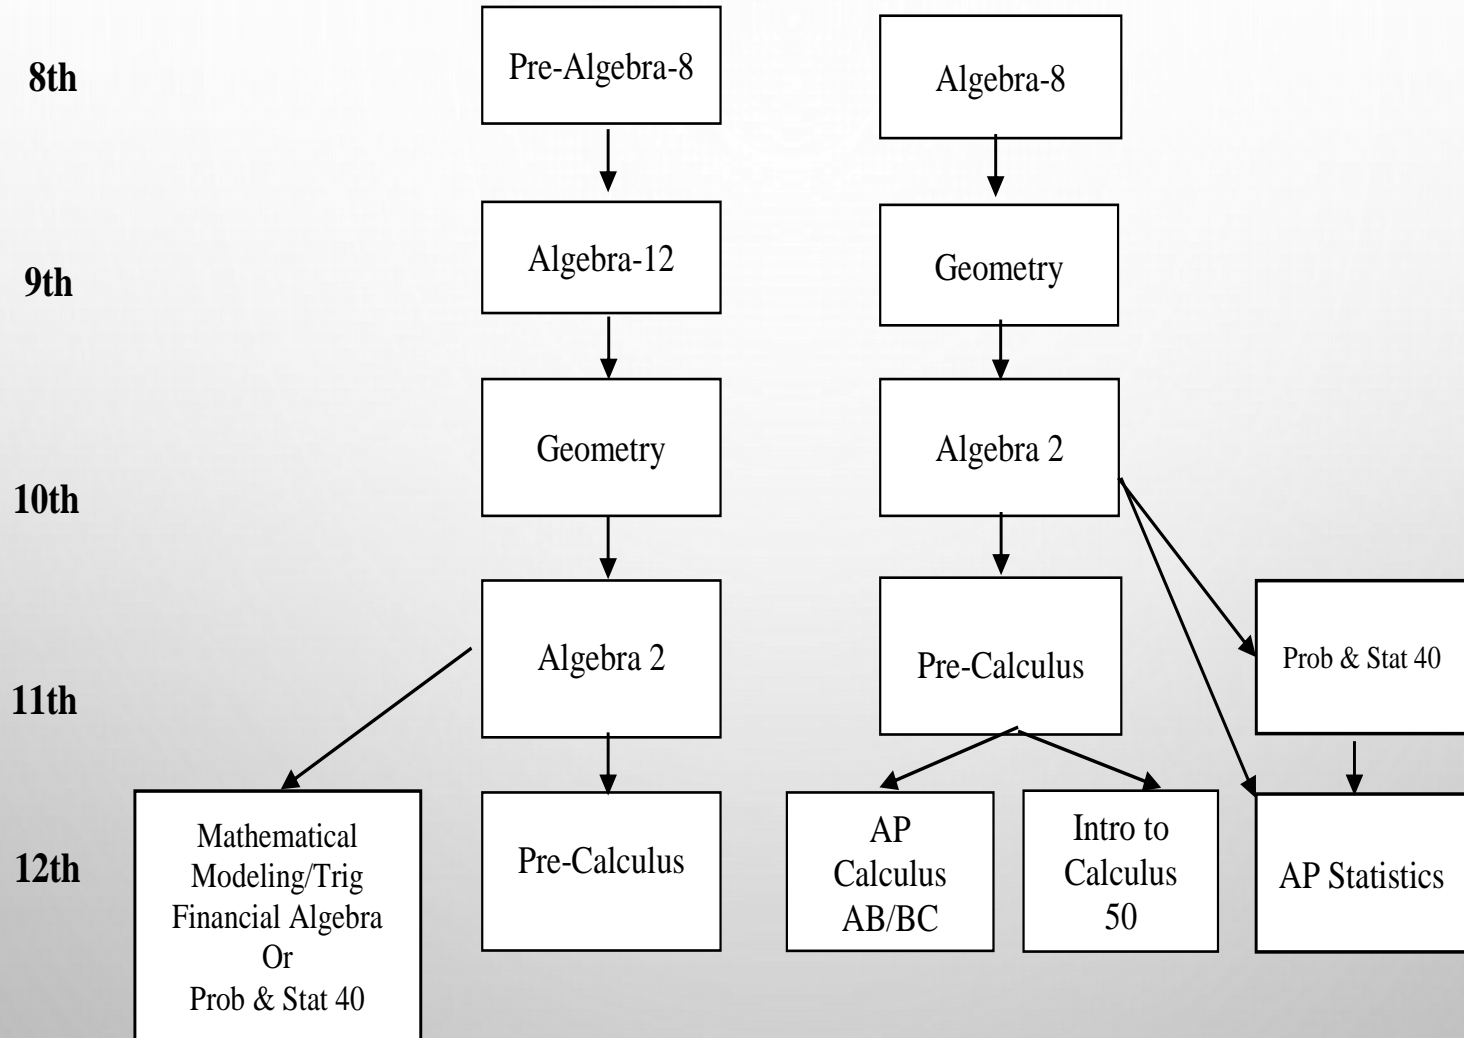 8th
Pre-Algebra-8
Algebra-8
9th
Algebra-12
Geometry
10th
Geometry
Algebra 2
11th
Algebra 2
Pre-Calculus
Prob & Stat 40
12th
Mathematical
Modeling/Trig
Financial Algebra
Or
Prob & Stat 40
Pre-Calculus
AP
Calculus
AB/BC
Intro to
Calculus
50
AP Statistics